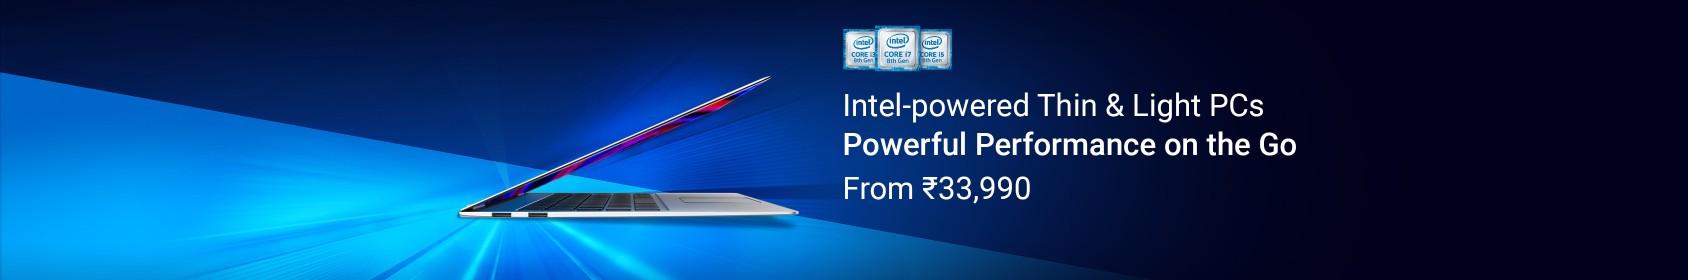 intel intel intel
CORE i3 CORE i7 CORE i5
8th Gen 8th Gen 8th Gen
Intel-powered Thin & Light PCs
Powerful Performance on the Go
From ₹33,990